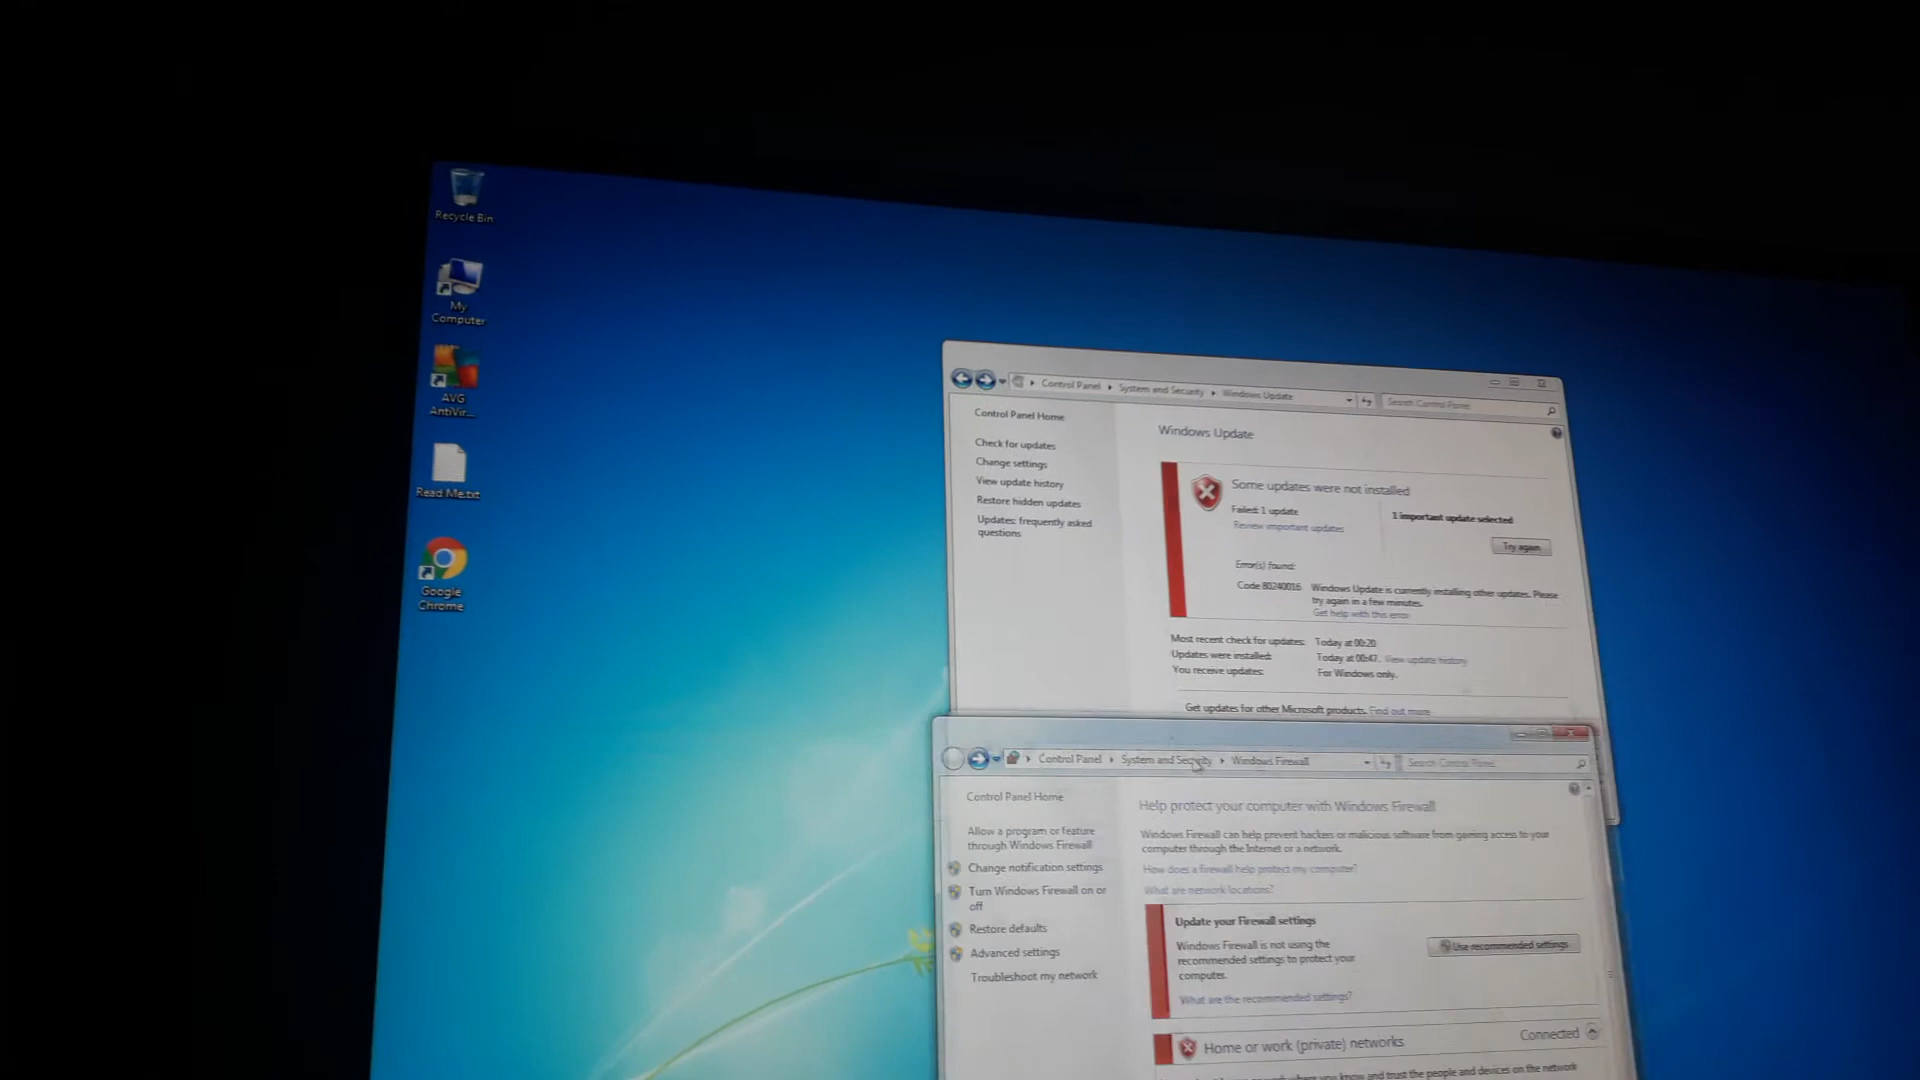 Recycle Bin
My
Computer
AVG
AntiVir...
Read Me.txt
Google
Chrome
Control Panel System and Security Windows Update
Search Control Panel
Control Panel Home
Check for updates
Change settings
View update history
Restore hidden updates
Updates: frequently asked
questions
Windows Update
Some updates were not installed
Failed: 1 update
Review important updates
1 important update selected
Try again
Error(s) found:
Code 80240016 Windows Update is currently installing other updates. Please
try again in a few minutes.
Get help with this error
Most recent check for updates: Today at 00:20
Updates were installed: Today at 00:47. View update history
You receive updates: For Windows only.
Get updates for other Microsoft products. Find out more
Control Panel System and Security Windows Firewall
Search Control Panel
Control Panel Home
Allow a program or feature
through Windows Firewall
Change notification settings
Turn Windows Firewall on or
off
Restore defaults
Advanced settings
Troubleshoot my network
Help protect your computer with Windows Firewall
Windows Firewall can help prevent hackers or malicious software from gaining access to your
computer through the Internet or a network.
How does a firewall help protect my computer?
What are network locations?
Update your Firewall settings
Windows Firewall is not using the
recommended settings to protect your
computer.
Use recommended settings
What are the recommended settings?
Home or work (private) networks Connected
you know and trust the people and devices on the network